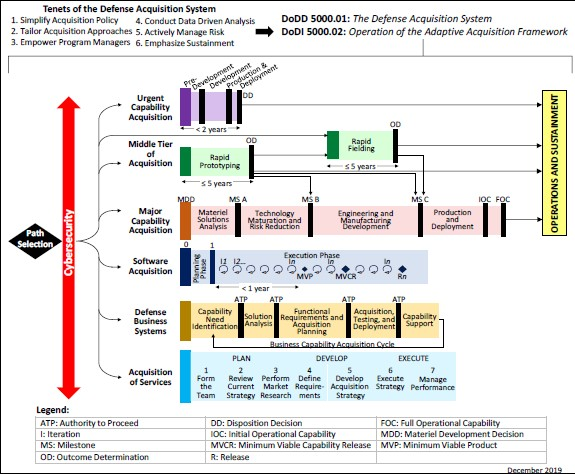 Tenets of the Defense Acquisition System
1. Simplify Acquisition Policy
2. Tailor Acquisition Approaches
3. Empower Program Managers
4. Conduct Data Driven Analysis
5. Actively Manage Risk
6. Emphasize Sustainment
DoDD 5000.01: The Defense Acquisition System
DoDI 5000.02: Operation of the Adaptive Acquisition Framework
Path Selection
Cybersecurity
OPERATIONS AND SUSTAINMENT
Urgent
Capability
Acquisition
Pre-
Development
Development
Production &
Deployment
DD
< 2 years
Middle Tier
of
Acquisition
Rapid
Prototyping
OD
≤ 5 years
Rapid
Fielding
OD
≤ 5 years
Major
Capability
Acquisition
MDD
MS A
MS B
MS C
IOC
FOC
Materiel
Solutions
Analysis
Technology
Maturation and
Risk Reduction
Engineering and
Manufacturing
Development
Production
and
Deployment
Software
Acquisition
0
1
Planning
Phase
Execution Phase
I1
I2...
In
In
In
MVP
MVCR
Rn
< 1 year
Defense
Business
Systems
ATP
ATP
ATP
ATP
Capability
Need
Identification
Solution
Analysis
Functional
Requirements and
Acquisition
Planning
Acquisition,
Testing, and
Deployment
Capability
Support
Business Capability Acquisition Cycle
Acquisition
of Services
PLAN
DEVELOP
EXECUTE
1
Form
the
Team
2
Review
Current
Strategy
3
Perform
Market
Research
4
Define
Require-
ments
5
Develop
Acquisition
Strategy
6
Execute
Strategy
7
Manage
Performance
Legend:
ATP: Authority to Proceed
DD: Disposition Decision
FOC: Full Operational Capability
I: Iteration
IOC: Initial Operational Capability
MDD: Materiel Development Decision
MS: Milestone
MVCR: Minimum Viable Capability Release
MVP: Minimum Viable Product
OD: Outcome Determination
R: Release
December 2019